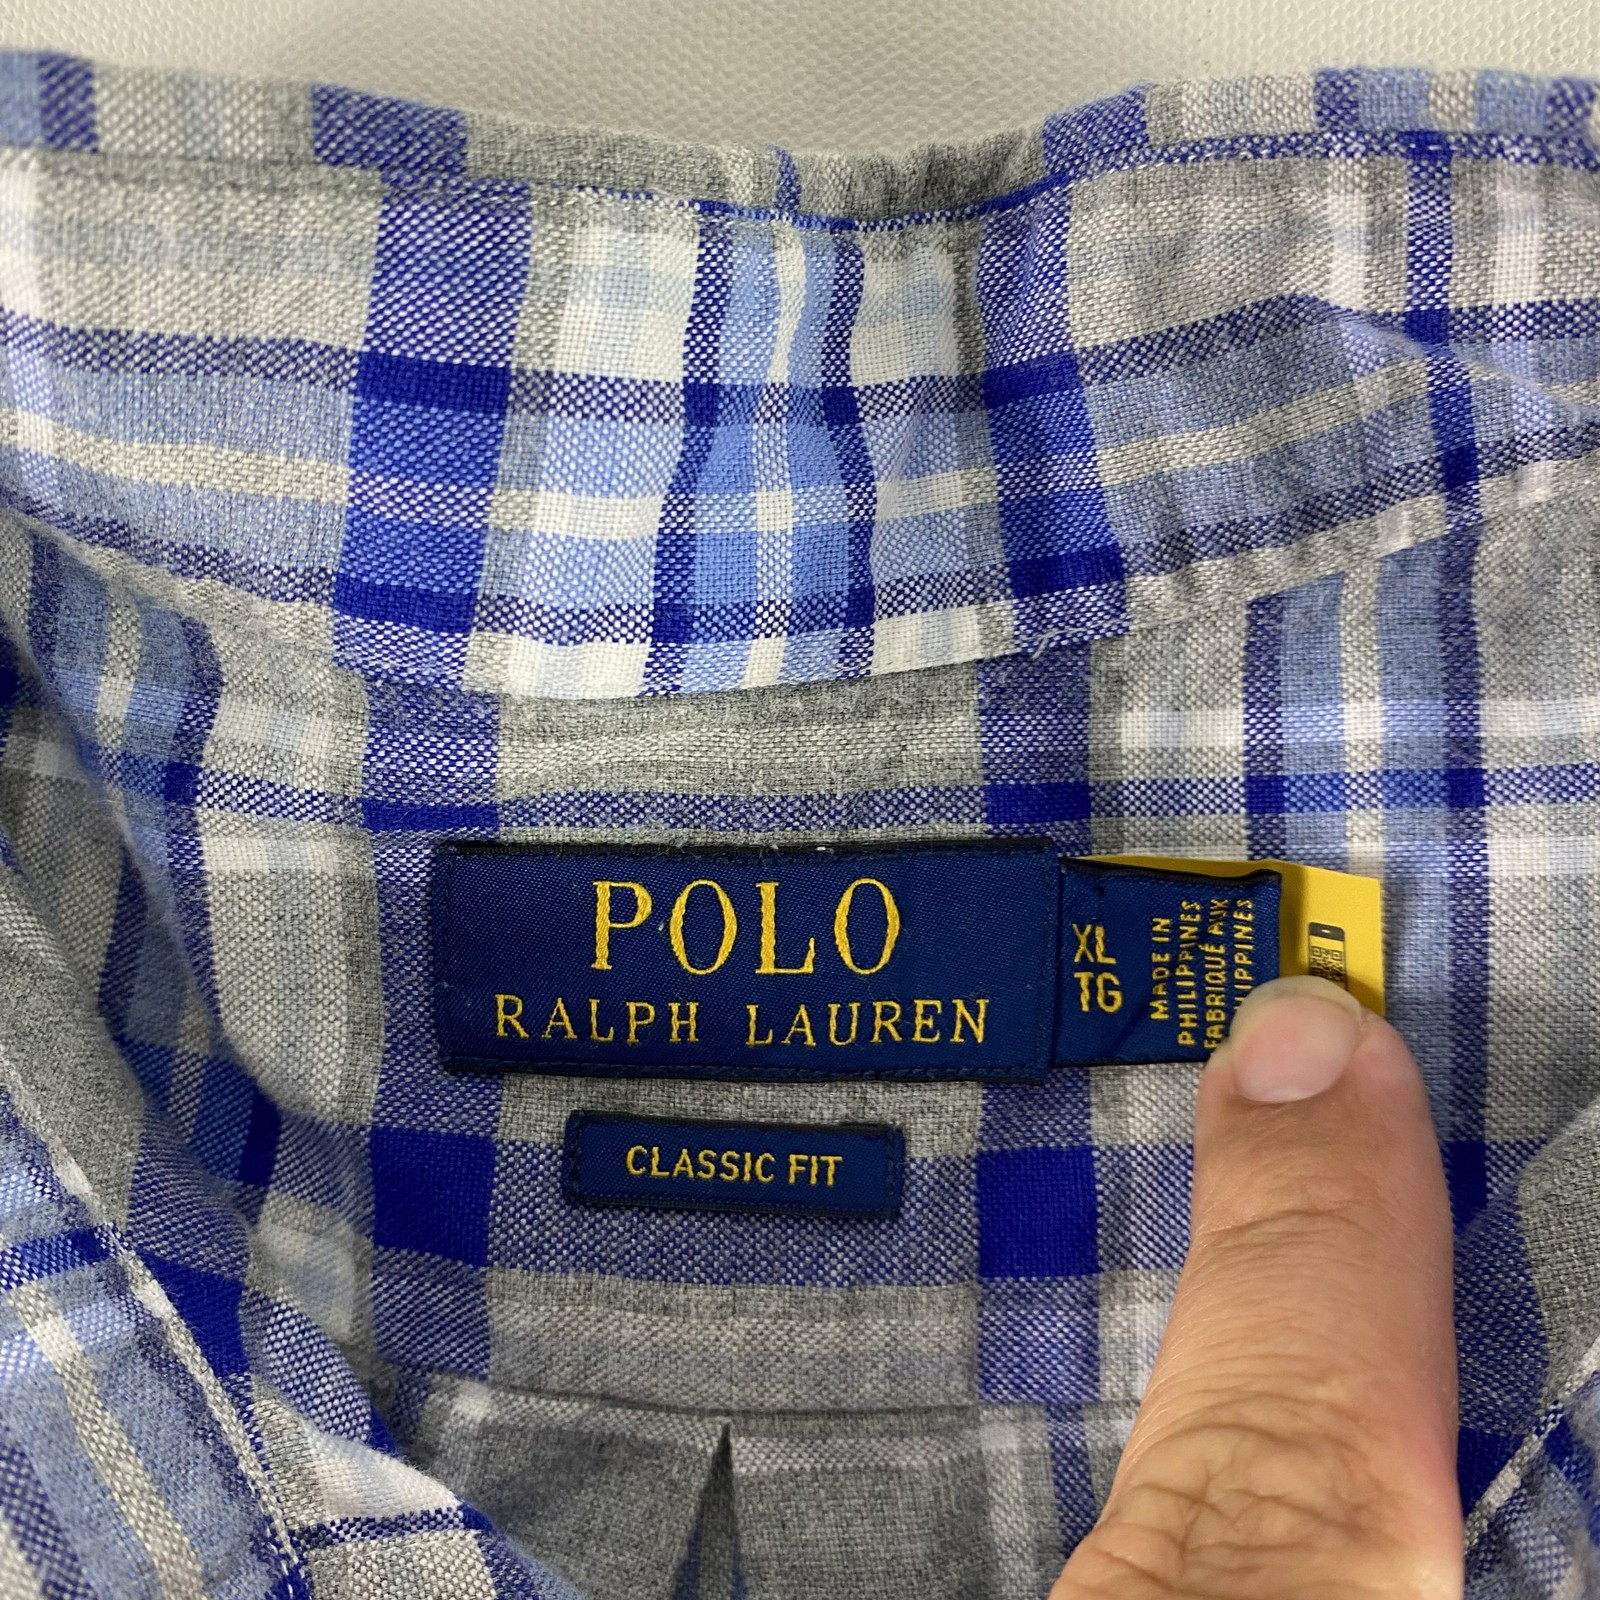 POLO
RALPH LAUREN
XL
TG
MADE IN
PHILIPPINES
FABRIQUÉ AUX
CLASSIC FIT